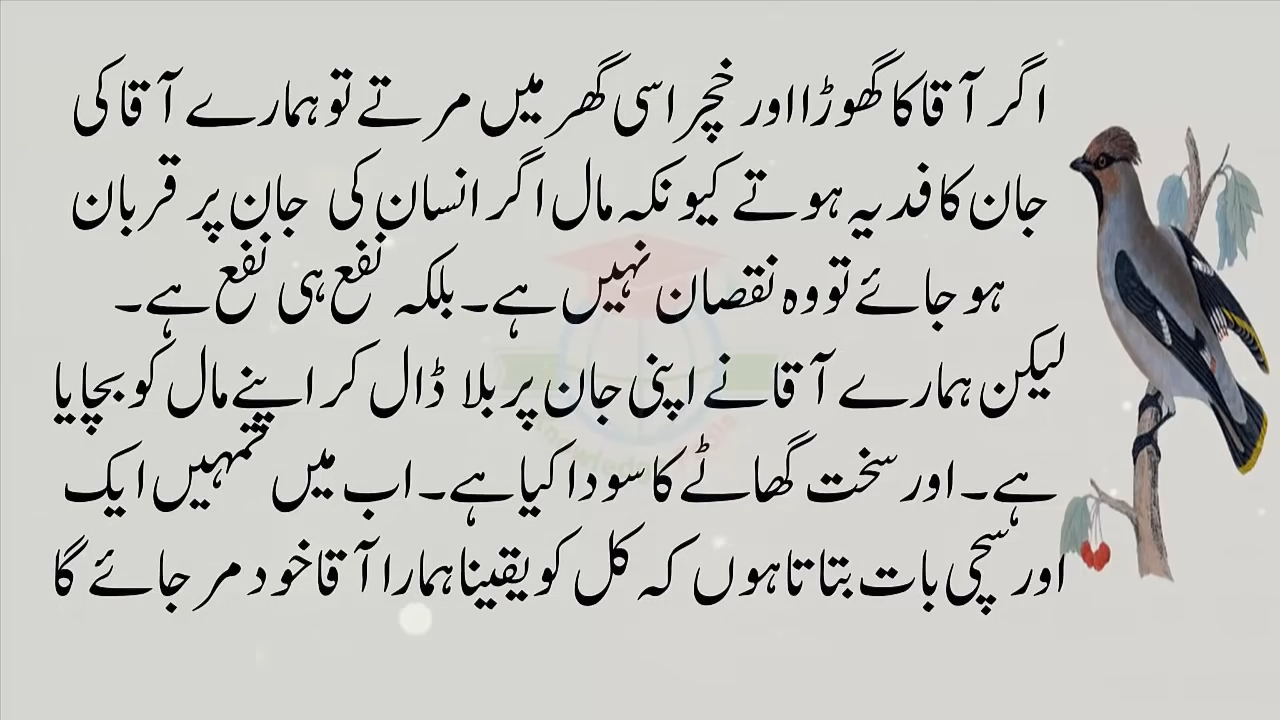 اگر آقا کا گھوڑا اور خچر اسی گھر میں مرتے تو ہمارے آقا کی
جان کا فدیہ ہوتے کیونکہ مال اگر انسان کی جان پر قربان
ہو جائے تو وہ نقصان نہیں ہے۔ بلکہ نفع ہی نفع ہے۔
لیکن ہمارے آقا نے اپنی جان پر بلا ڈال کر اپنے مال کو بچایا
ہے۔ اور سخت گھاٹے کا سودا کیا ہے۔ اب میں تمہیں ایک
اور سچی بات بتاتا ہوں کہ کل کو یقینا ہمارا آقا خود مر جائے گا